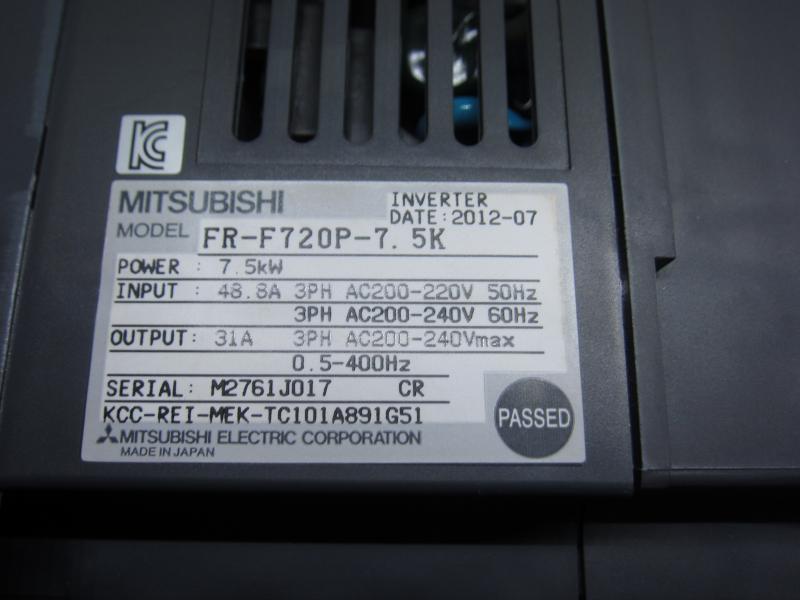 KC
MITSUBISHI INVERTER
DATE:2012-07
MODEL FR-F720P-7.5K
POWER : 7.5kW
INPUT : 48.8A 3PH AC200-220V 50Hz
3PH AC200-240V 60Hz
OUTPUT: 31A 3PH AC200-240Vmax
0.5-400Hz
SERIAL: M2761J017 CR
KCC-REI-MEK-TC101A891G51
PASSED
MITSUBISHI ELECTRIC CORPORATION
MADE IN JAPAN